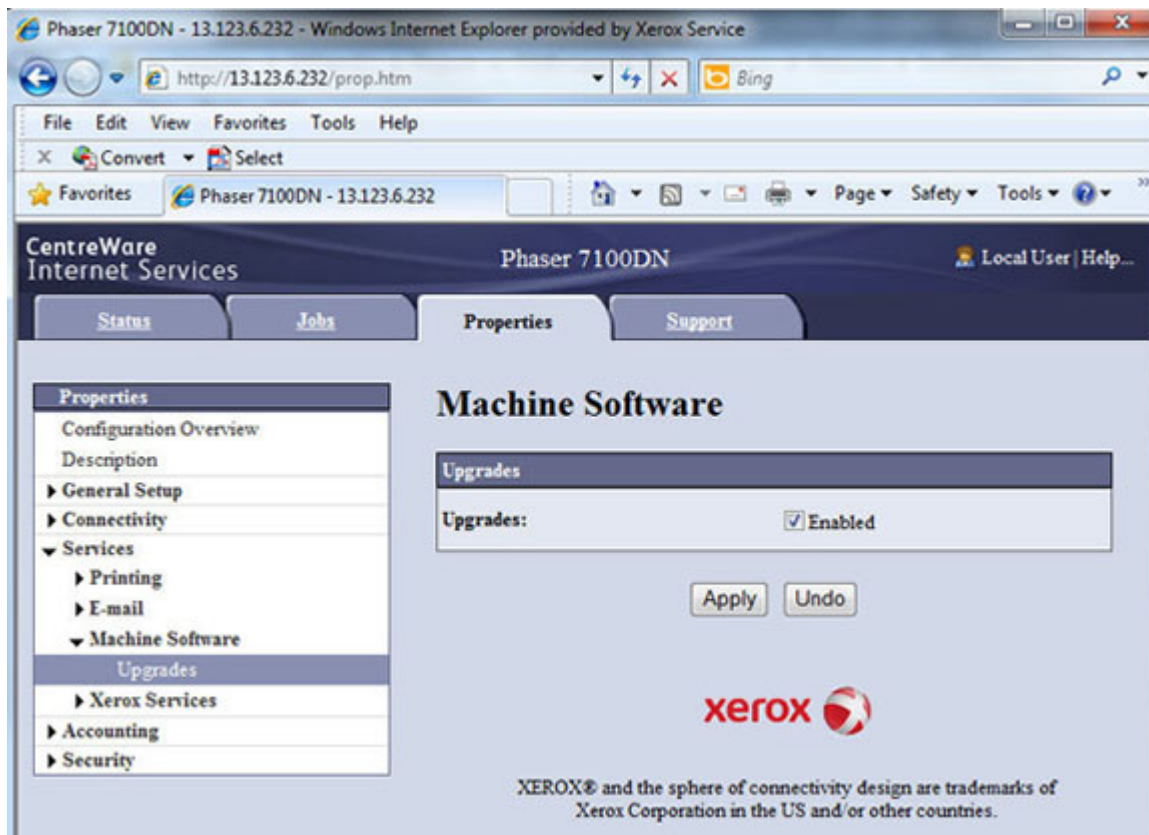 Phaser 7100DN - 13.123.6.232 - Windows Internet Explorer provided by Xerox Service
http://13.123.6.232/prop.htm
Bing
File Edit View Favorites Tools Help
X Convert Select
Favorites Phaser 7100DN - 13.123.6.232 Page Safety Tools
CentreWare
Internet Services
Phaser 7100DN
Local User | Help...
Status Jobs Properties Support
Properties
Configuration Overview
Description
General Setup
Connectivity
Services
Printing
E-mail
Machine Software
Upgrades
Xerox Services
Accounting
Security
Machine Software
Upgrades
Upgrades: Enabled
Apply Undo
xerox
XEROX® and the sphere of connectivity design are trademarks of
Xerox Corporation in the US and/or other countries.